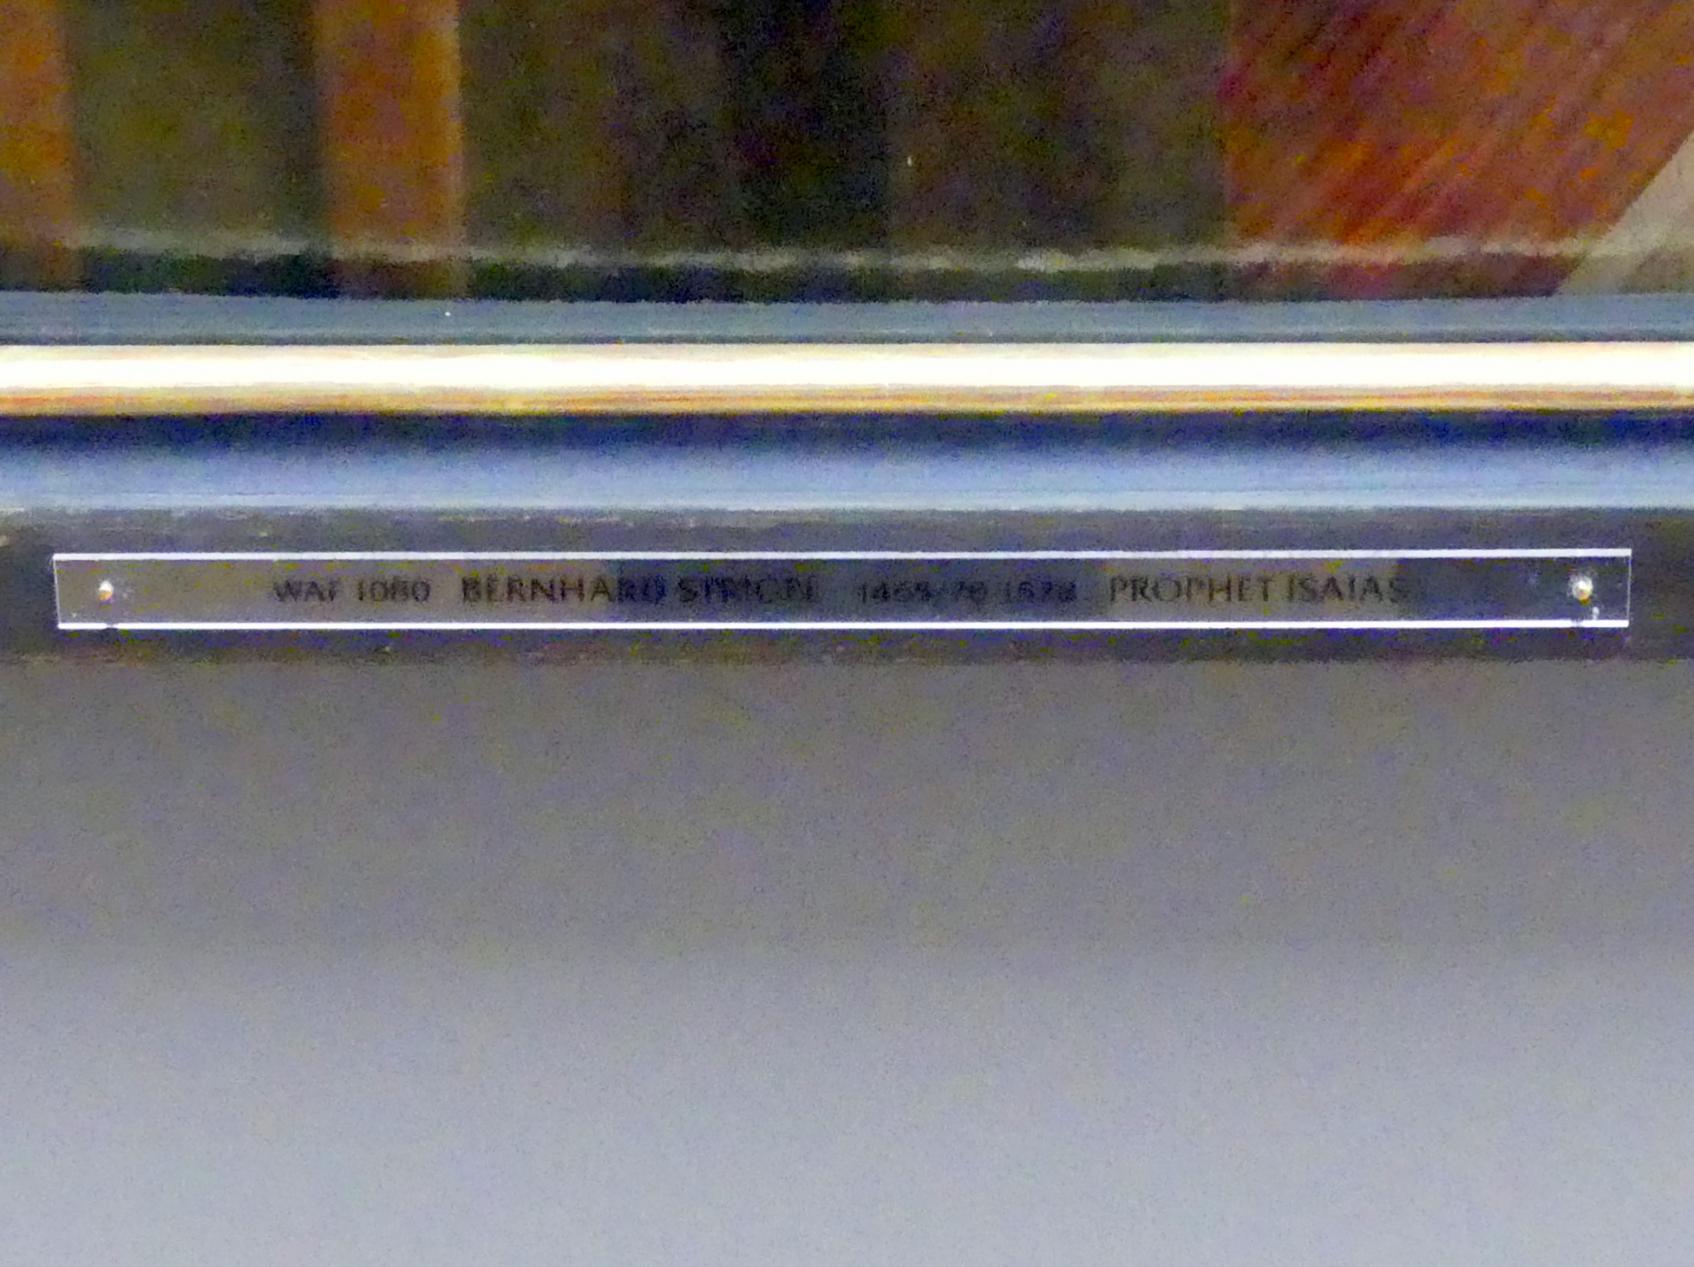 WAF 1080 BERNHARD STRIGEL 1465/70-1528 PROPHET ISAIAS